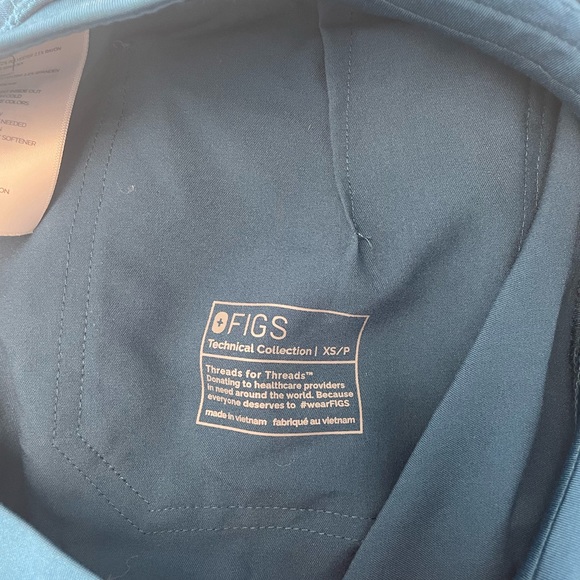 NEEDED
SOFTENER
FIGS
Technical Collection | XS/P
Threads for Threads™
Donating to healthcare providers
in need around the world. Because
everyone deserves to #wearFIGS
made in vietnam fabriqué au vietnam